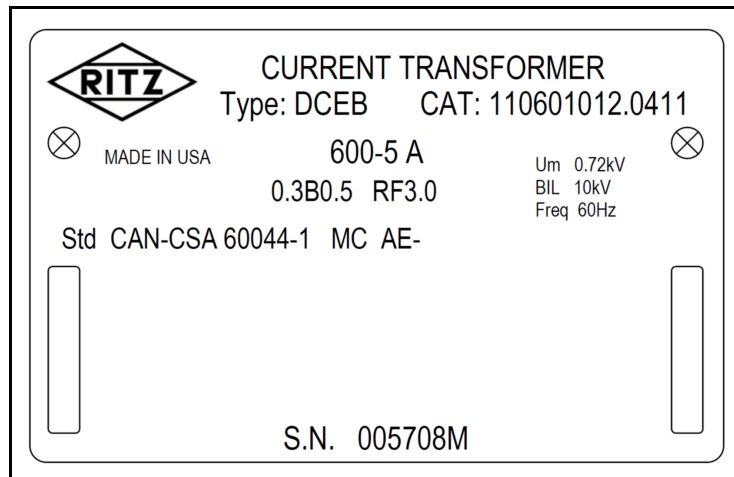 RITZ
CURRENT TRANSFORMER
Type: DCEB CAT: 110601012.0411
MADE IN USA
600-5 A
0.3B0.5 RF3.0
Um 0.72kV
BIL 10kV
Freq 60Hz
Std CAN-CSA 60044-1 MC AE-
S.N. 005708M